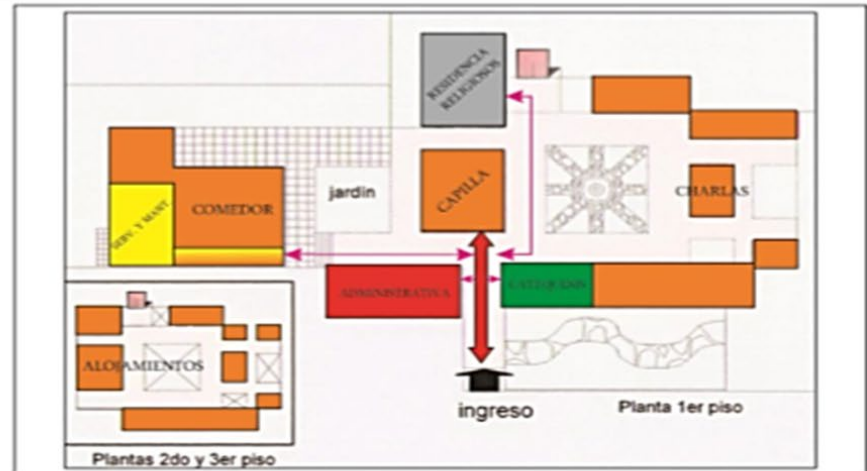 RESIDENCIA
RELIGIOSOS
CAPILLA
jardin
COMEDOR
SERV. Y MANT.
CHARLAS
ADMINISTRATIVA
CATEQUESIS
ALOJAMIENTOS
ingreso
Planta 1er piso
Plantas 2do y 3er piso